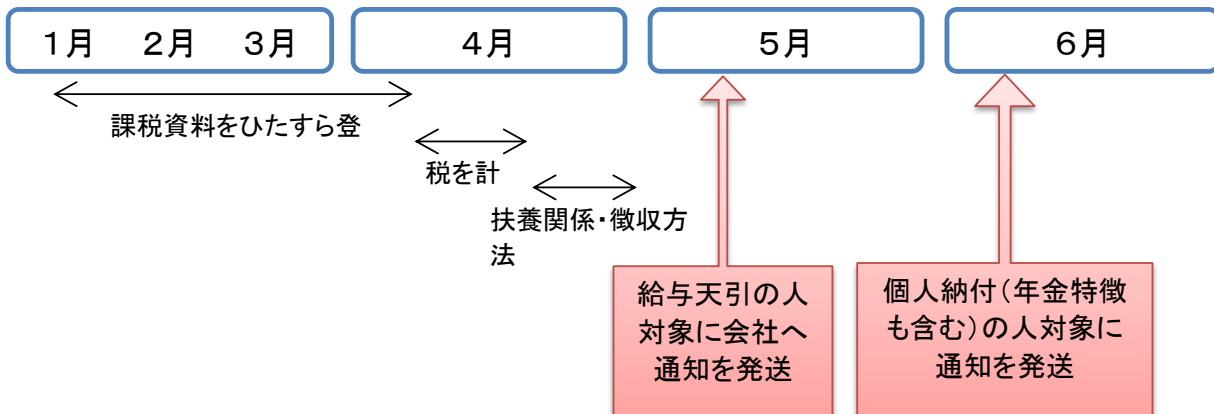 1月 2月 3月
4月
5月
6月
課税資料をひたすら登
税を計
扶養関係・徴収方
法
給与天引の人
対象に会社へ
通知を発送
個人納付(年金特徴
も含む)の人対象に
通知を発送